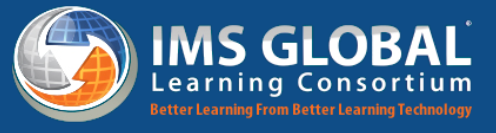 IMS GLOBAL
Learning Consortium
Better Learning From Better Learning Technology